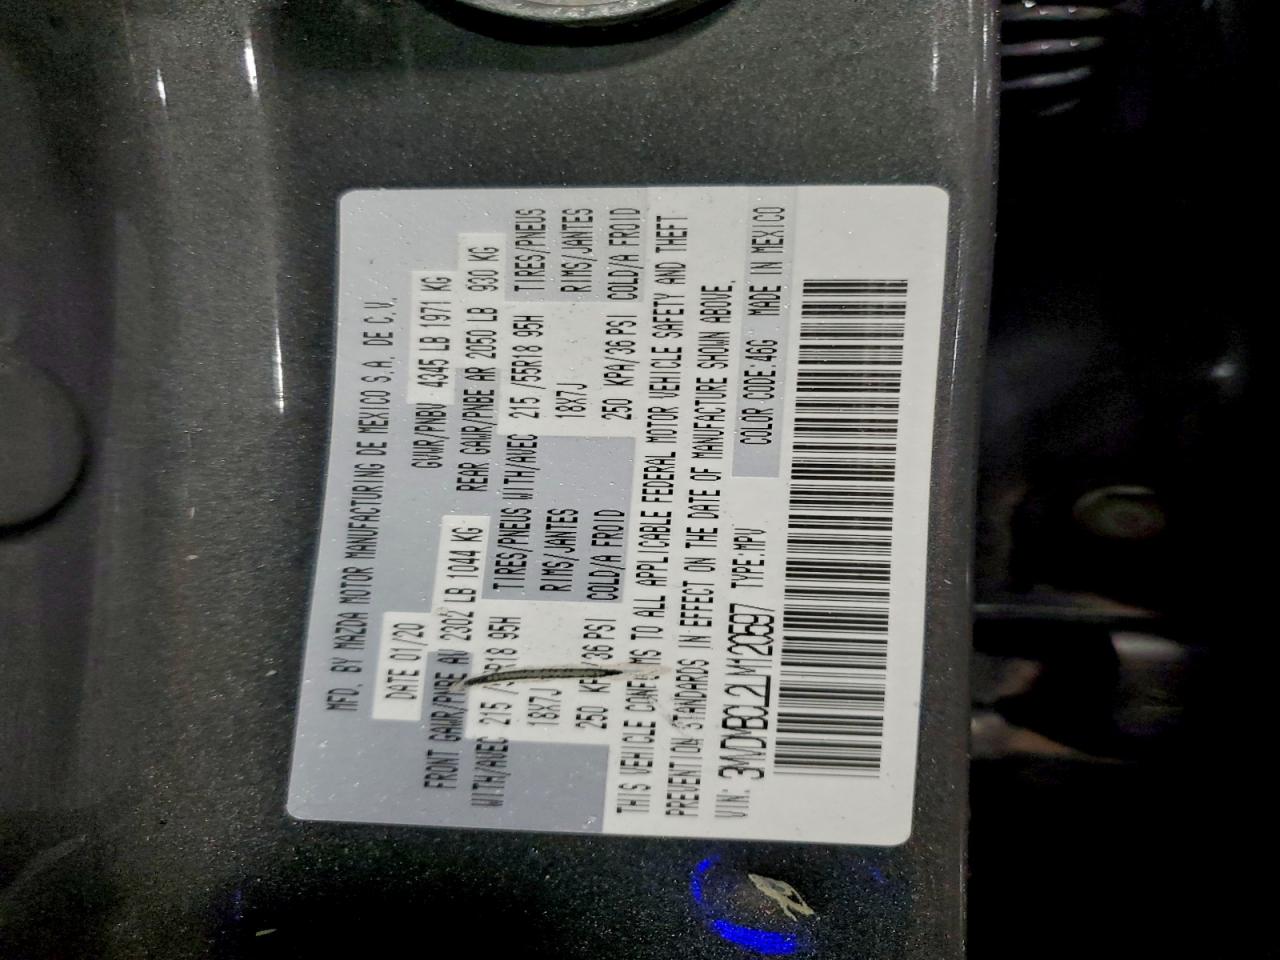 MFD. BY MAZDA MOTOR MANUFACTURING DE MEXICO S.A. DE C.V.
DATE 01/20 GVWR/PNBV 4345 LB 1971 KG
FRONT GAWR/PNBE AV 2302 LB 1044 KG REAR GAWR/PNBE AR 2050 LB 930 KG
WITH/AVEC 215 /55R18 95H TIRES/PNEUS WITH/AVEC 215 /55R18 95H TIRES/PNEUS
18X7J RIMS/JANTES 18X7J RIMS/JANTES
250 KPA/36 PSI COLD/A FROID 250 KPA/36 PSI COLD/A FROID
THIS VEHICLE CONFORMS TO ALL APPLICABLE FEDERAL MOTOR VEHICLE SAFETY AND THEFT
PREVENTION STANDARDS IN EFFECT ON THE DATE OF MANUFACTURE SHOWN ABOVE.
VIN: 3MVDMBCL2LM120597 TYPE:MPV COLOR CODE:46G MADE IN MEXICO